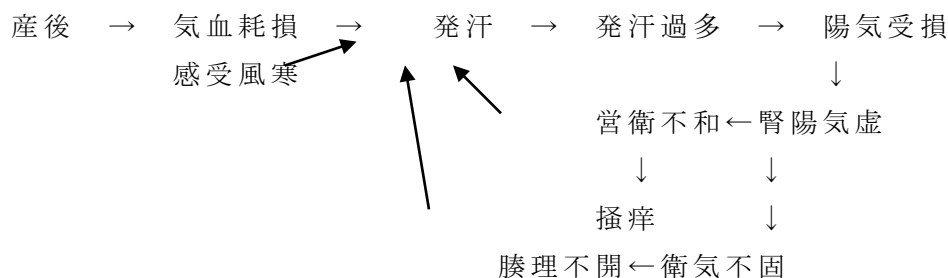 産後 → 気血耗損 → 発汗 → 発汗過多 → 陽気受損
感受風寒 ↓
営衛不和←腎陽気虚
↓ ↓
掻痒 ↓
腠理不開←衛気不固